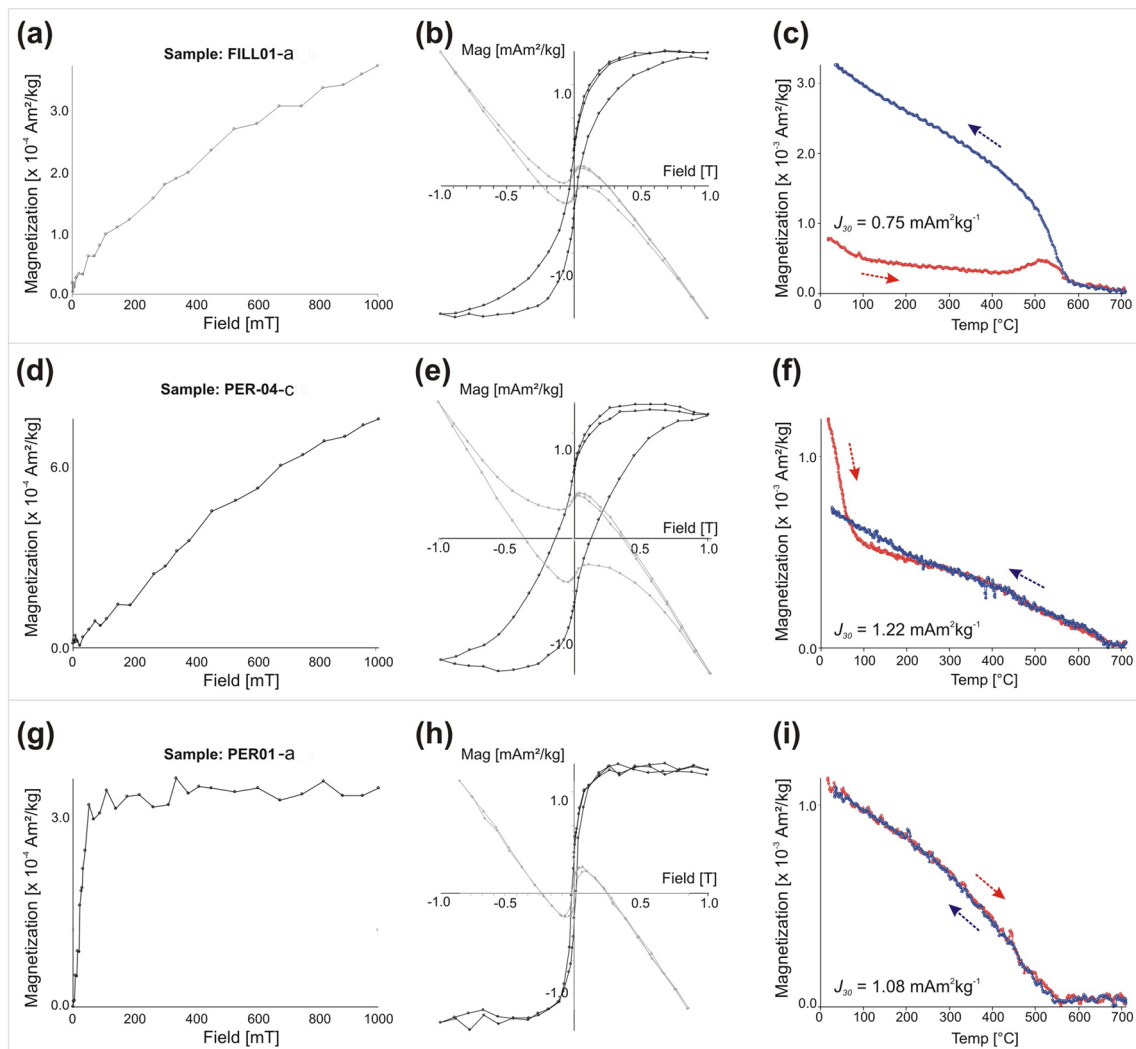 (a)
Sample: FILL01-a
Magnetization [x 10⁻⁴ Am²/kg]
3.0
2.0
1.0
0.0
0 200 400 600 800 1000
Field [mT]
(b)
Mag [mAm²/kg]
1.0
Field [T]
-1.0 -0.5 0.5 1.0
-1.0
(c)
Magnetization [x 10⁻³ Am²/kg]
3.0
2.0
1.0
0.0
J₃₀ = 0.75 mAm²kg⁻¹
0 100 200 300 400 500 600 700
Temp [°C]
(d)
Sample: PER-04-c
Magnetization [x 10⁻⁴ Am²/kg]
6.0
3.0
0.0
0 200 400 600 800 1000
Field [mT]
(e)
Mag [mAm²/kg]
1.0
Field [T]
-1.0 -0.5 0.5 1.0
-1.0
(f)
Magnetization [x 10⁻³ Am²/kg]
1.0
0.0
J₃₀ = 1.22 mAm²kg⁻¹
0 100 200 300 400 500 600 700
Temp [°C]
(g)
Sample: PER01-a
Magnetization [x 10⁻⁴ Am²/kg]
3.0
0.0
0 200 400 600 800 1000
Field [mT]
(h)
Mag [mAm²/kg]
1.0
Field [T]
-1.0 -0.5 0.5 1.0
-1.0
(i)
Magnetization [x 10⁻³ Am²/kg]
1.0
0.0
J₃₀ = 1.08 mAm²kg⁻¹
0 100 200 300 400 500 600 700
Temp [°C]